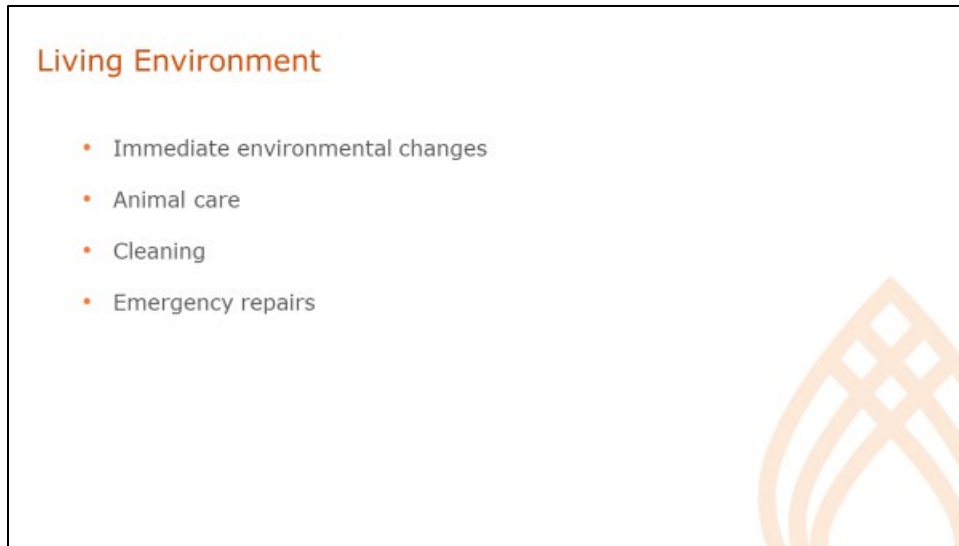 Living Environment
• Immediate environmental changes
• Animal care
• Cleaning
• Emergency repairs